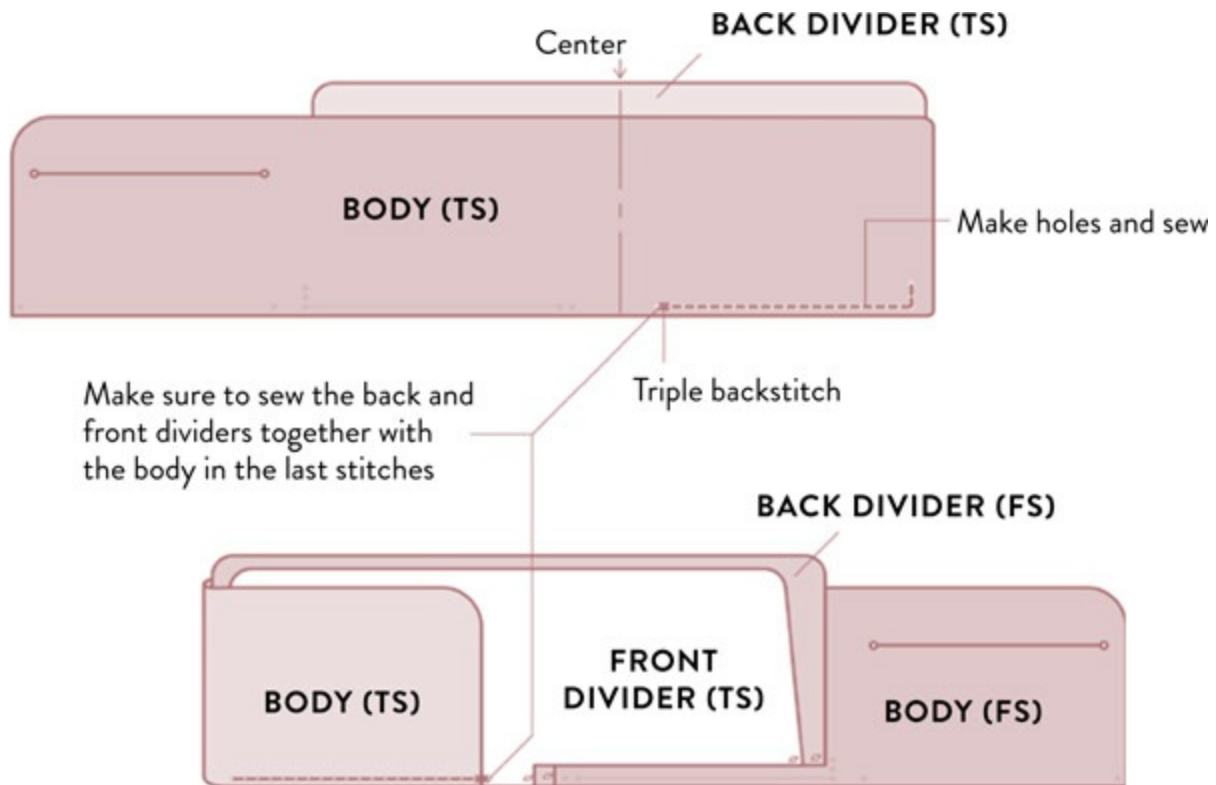 BACK DIVIDER (TS)
Center
BODY (TS)
Make holes and sew
Make sure to sew the back and
front dividers together with
the body in the last stitches
Triple backstitch
BACK DIVIDER (FS)
FRONT
DIVIDER (TS)
BODY (TS)
BODY (FS)